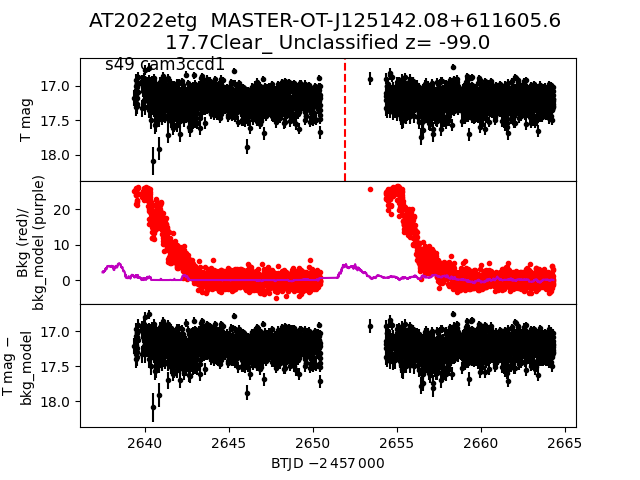 AT2022etg  MASTER-OT-J125142.08+611605.6
17.7Clear_ Unclassified z= -99.0
s49 cam3ccd1
17.0
17.5
18.0
T mag
20
10
0
Bkg (red)/
bkg_model (purple)
17.0
17.5
18.0
T mag −
bkg_model
2640
2645
2650
2655
2660
2665
BTJD −2 457 000